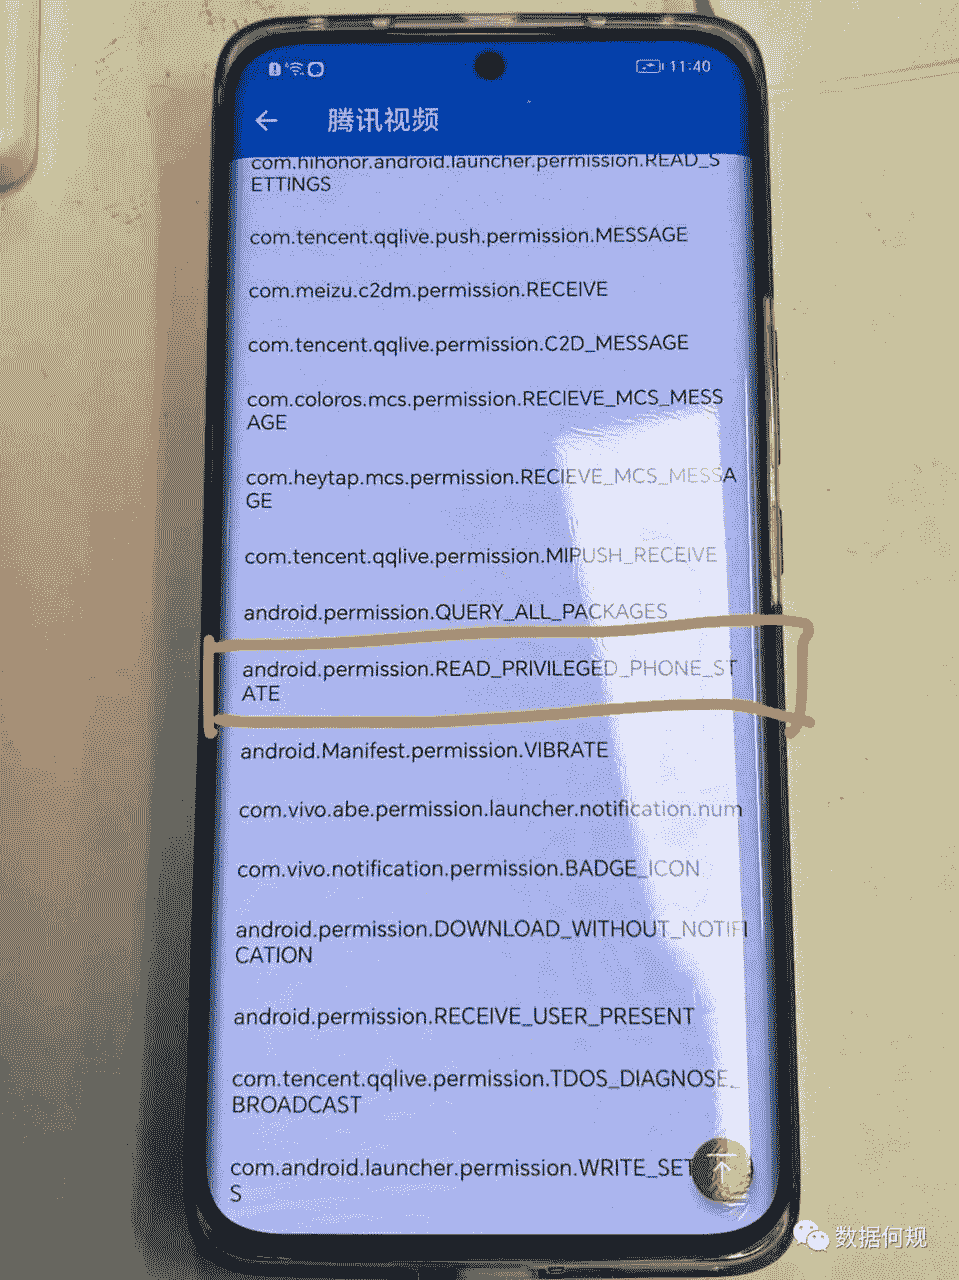 11:40
腾讯视频
com.hihonor.android.launcher.permission.READ_S
ETTINGS
com.tencent.qqlive.push.permission.MESSAGE
com.meizu.c2dm.permission.RECEIVE
com.tencent.qqlive.permission.C2D_MESSAGE
com.coloros.mcs.permission.RECIEVE_MCS_MESS
AGE
com.heytap.mcs.permission.RECIEVE_MCS_MESSA
GE
com.tencent.qqlive.permission.MIPUSH_RECEIVE
android.permission.QUERY_ALL_PACKAGES
android.permission.READ_PRIVILEGED_PHONE_ST
ATE
android.Manifest.permission.VIBRATE
com.vivo.abe.permission.launcher.notification.num
com.vivo.notification.permission.BADGE_ICON
android.permission.DOWNLOAD_WITHOUT_NOTIFI
CATION
android.permission.RECEIVE_USER_PRESENT
com.tencent.qqlive.permission.TDOS_DIAGNOSE_
BROADCAST
com.android.launcher.permission.WRITE_SET
S
数据何规